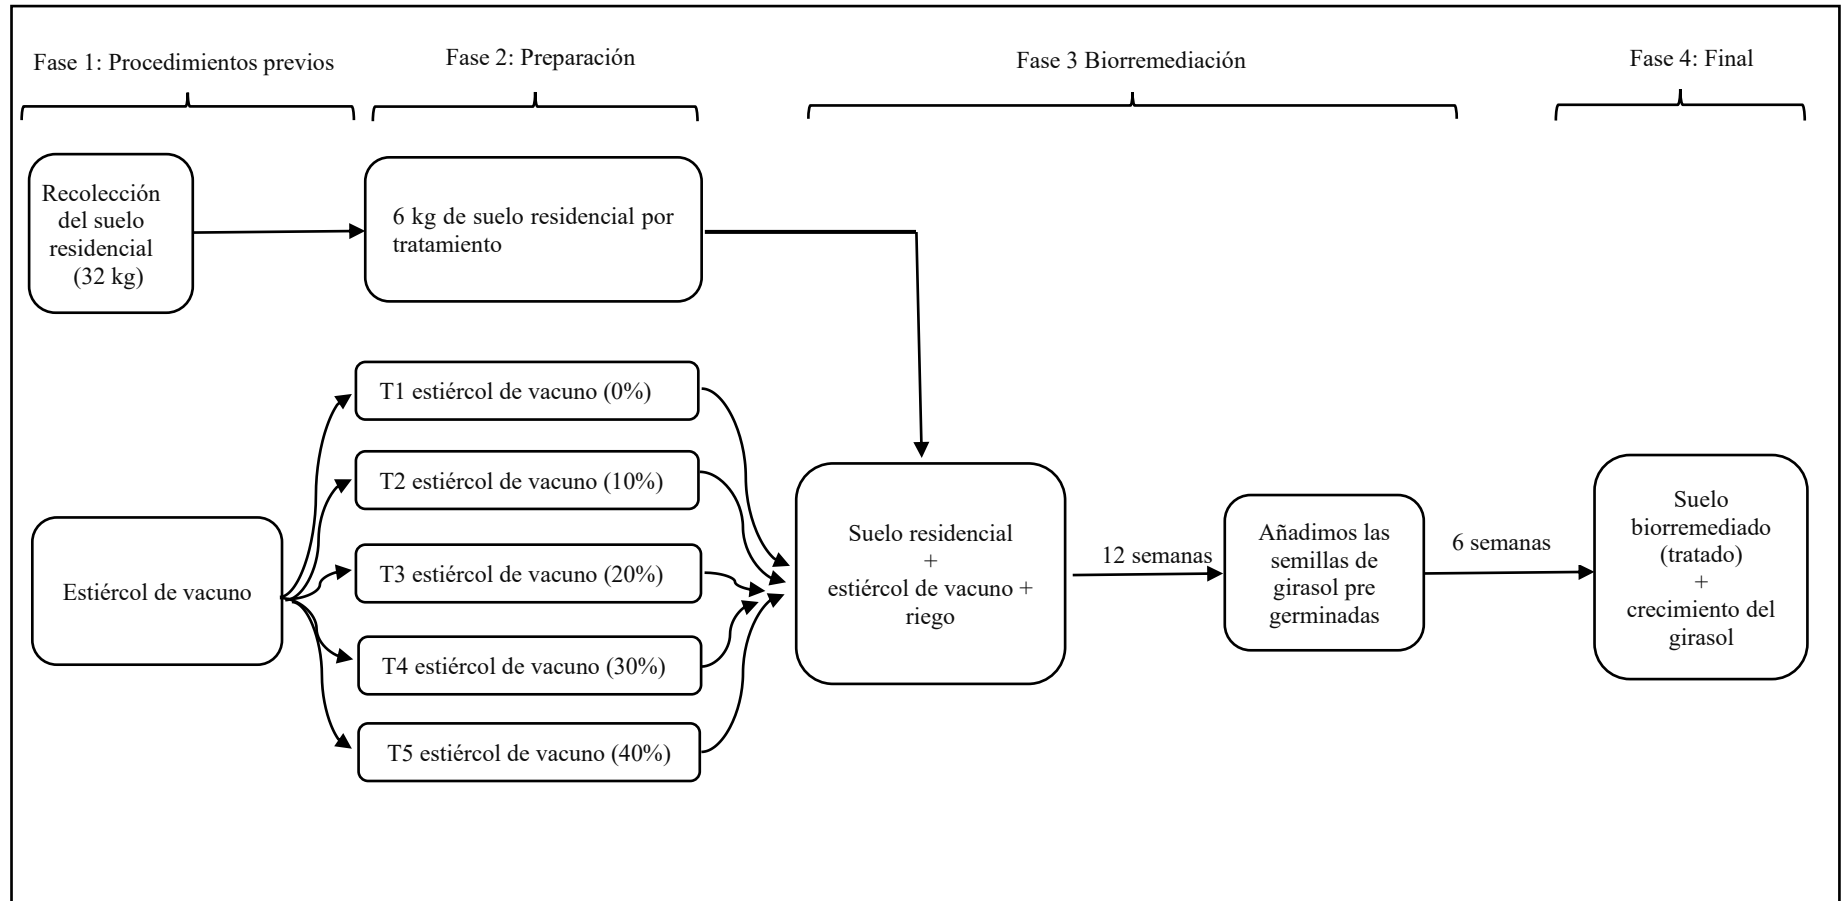 Fase 1: Procedimientos previos
Fase 2: Preparación
Fase 3 Biorremediación
Fase 4: Final
Recolección
del suelo
residencial
(32 kg)
6 kg de suelo residencial por
tratamiento
Estiércol de vacuno
T1 estiércol de vacuno (0%)
T2 estiércol de vacuno (10%)
T3 estiércol de vacuno (20%)
T4 estiércol de vacuno (30%)
T5 estiércol de vacuno (40%)
Suelo residencial
+
estiércol de vacuno +
riego
12 semanas
Añadimos las
semillas de
girasol pre
germinadas
6 semanas
Suelo
biorremediado
(tratado)
+
crecimiento del
girasol